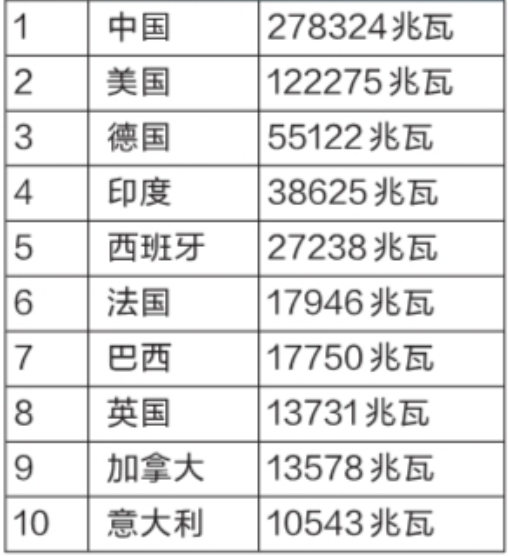 1 中国 278324兆瓦
2 美国 122275兆瓦
3 德国 55122兆瓦
4 印度 38625兆瓦
5 西班牙 27238兆瓦
6 法国 17946兆瓦
7 巴西 17750兆瓦
8 英国 13731兆瓦
9 加拿大 13578兆瓦
10 意大利 10543兆瓦